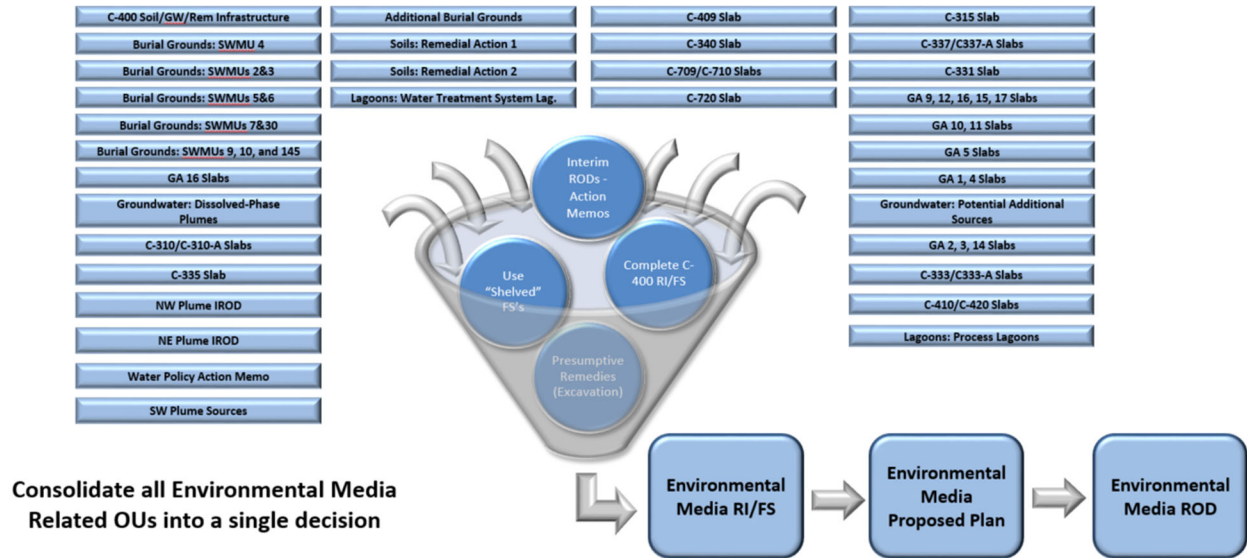 C-400 Soil/GW/Rem Infrastructure
Burial Grounds: SWMU 4
Burial Grounds: SWMUs 2&3
Burial Grounds: SWMUs 5&6
Burial Grounds: SWMUs 7&30
Burial Grounds: SWMUs 9, 10, and 145
GA 16 Slabs
Groundwater: Dissolved-Phase
Plumes
C-310/C-310-A Slabs
C-335 Slab
NW Plume IROD
NE Plume IROD
Water Policy Action Memo
SW Plume Sources
Additional Burial Grounds
Soils: Remedial Action 1
Soils: Remedial Action 2
Lagoons: Water Treatment System Lag.
C-409 Slab
C-340 Slab
C-709/C-710 Slabs
C-720 Slab
C-315 Slab
C-337/C337-A Slabs
C-331 Slab
GA 9, 12, 16, 15, 17 Slabs
GA 10, 11 Slabs
GA 5 Slabs
GA 1, 4 Slabs
Groundwater: Potential Additional
Sources
GA 2, 3, 14 Slabs
C-333/C333-A Slabs
C-410/C-420 Slabs
Lagoons: Process Lagoons
Interim
RODs -
Action
Memos
Use
“Shelved”
FS’s
Complete C-
400 RI/FS
Presumptive
Remedies
(Excavation)
Consolidate all Environmental Media
Related OUs into a single decision
Environmental
Media RI/FS
Environmental
Media
Proposed Plan
Environmental
Media ROD